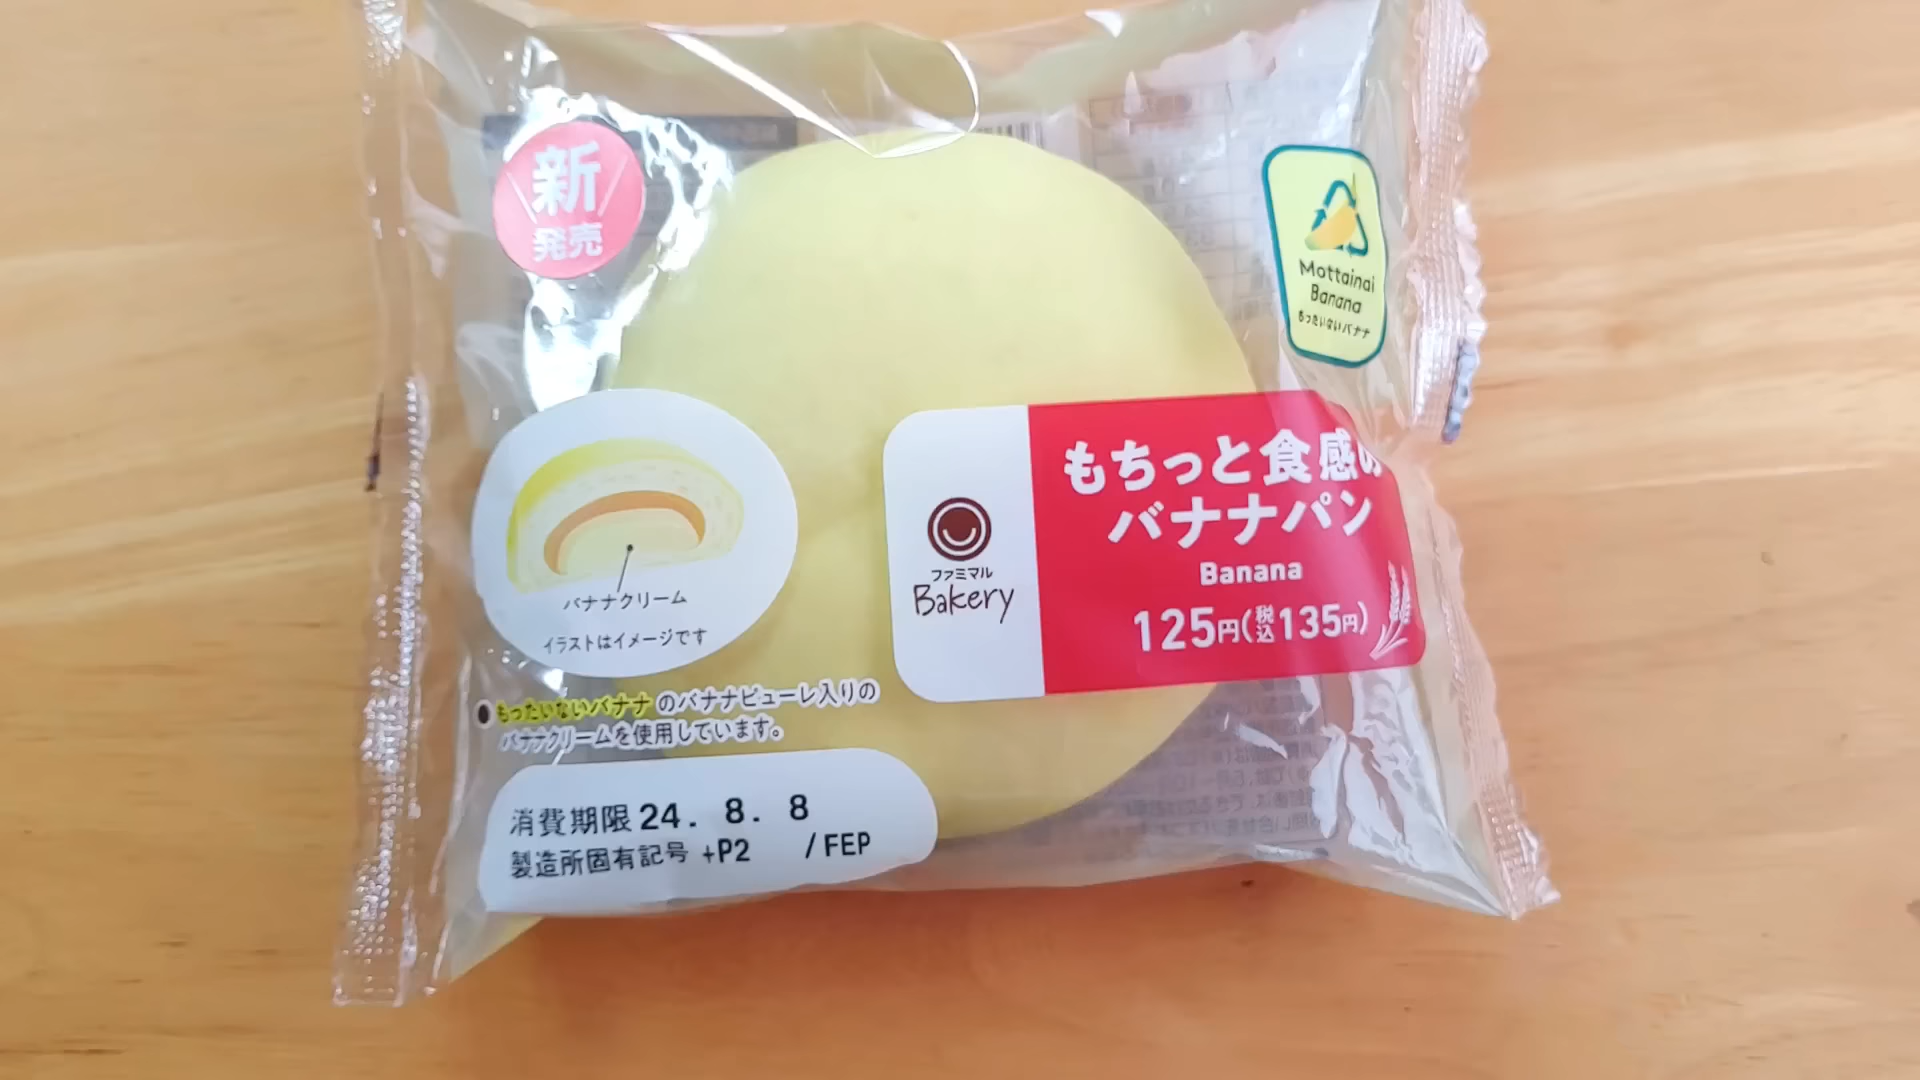 新
発売
Mottainai
Banana
もったいないバナナ
もちっと食感の
バナナパン
Banana
125円(税込135円)
ファミマル
Bakery
バナナクリーム
イラストはイメージです
●もったいないバナナのバナナピューレ入りの
バナナクリームを使用しています。
消費期限 24. 8. 8
製造所固有記号 +P2 /FEP